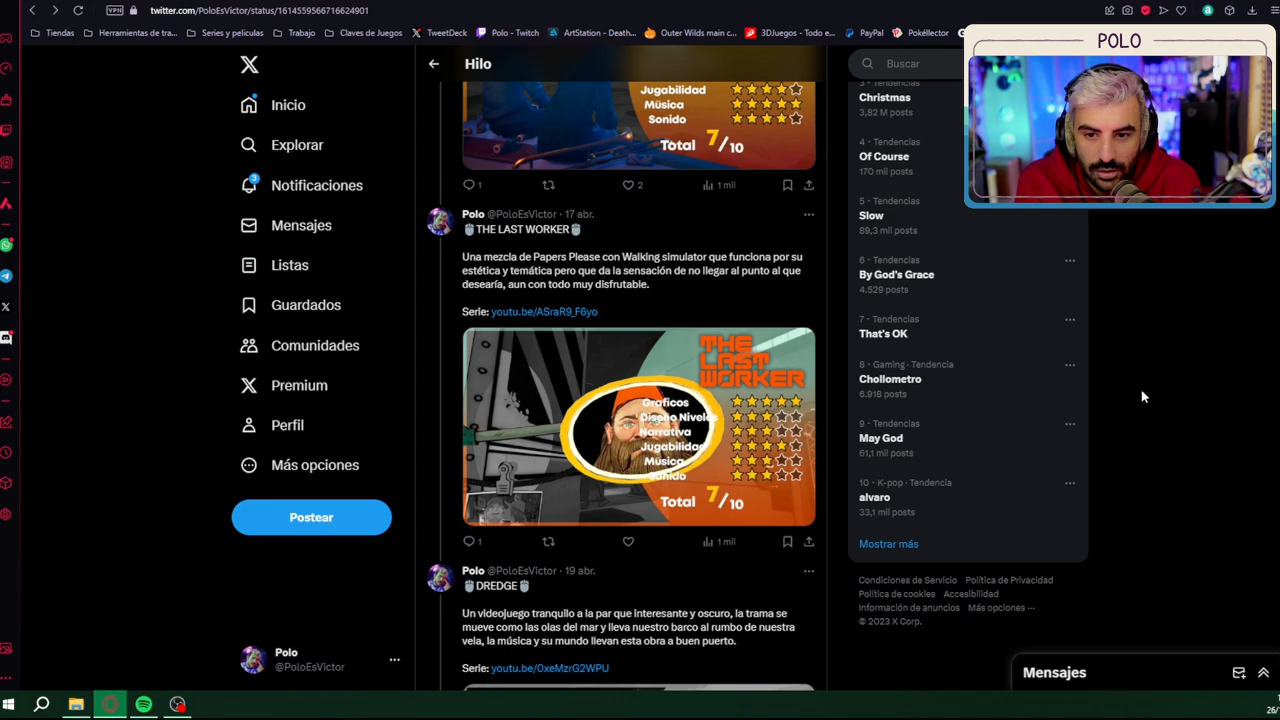 VPN
twitter.com/PoloEsVictor/status/1614559566716624901
Tiendas
Herramientas de tra...
Series y peliculas
Trabajo
Claves de Juegos
TweetDeck
Polo - Twitch
ArtStation - Death...
Outer Wilds main c...
3DJuegos - Todo e...
PayPal
Pokéllector
POLO
Inicio
Explorar
3
Notificaciones
Mensajes
Listas
Guardados
Comunidades
Premium
Perfil
Más opciones
Postear
Polo
@PoloEsVictor
Hilo
Jugabilidad
Música
Sonido
Total 7/10
1
2
1 mil
Polo @PoloEsVictor · 17 abr.
THE LAST WORKER
Una mezcla de Papers Please con Walking simulator que funciona por su
estética y temática pero que da la sensación de no llegar al punto al que
desearía, aun con todo muy disfrutable.
Serie: youtu.be/ASraR9_F6yo
THE
LAST
WORKER
Graficos
Diseño Niveles
Narrativa
Jugabilidad
Música
Sonido
Total 7/10
1
1 mil
Polo @PoloEsVictor · 19 abr.
DREDGE
Un videojuego tranquilo a la par que interesante y oscuro, la trama se
mueve como las olas del mar y lleva nuestro barco al rumbo de nuestra
vela, la música y su mundo llevan esta obra a buen puerto.
Serie: youtu.be/0xeMzrG2WPU
Buscar
3 · Tendencias
Christmas
3,82 M posts
4 · Tendencias
Of Course
170 mil posts
5 · Tendencias
Slow
89,3 mil posts
6 · Tendencias
By God's Grace
4.529 posts
7 · Tendencias
That's OK
8 · Gaming · Tendencia
Chollometro
6.918 posts
9 · Tendencias
May God
61,1 mil posts
10 · K-pop · Tendencia
alvaro
33,1 mil posts
Mostrar más
Condiciones de Servicio Política de Privacidad
Política de cookies Accesibilidad
Información de anuncios Más opciones ···
© 2023 X Corp.
Mensajes